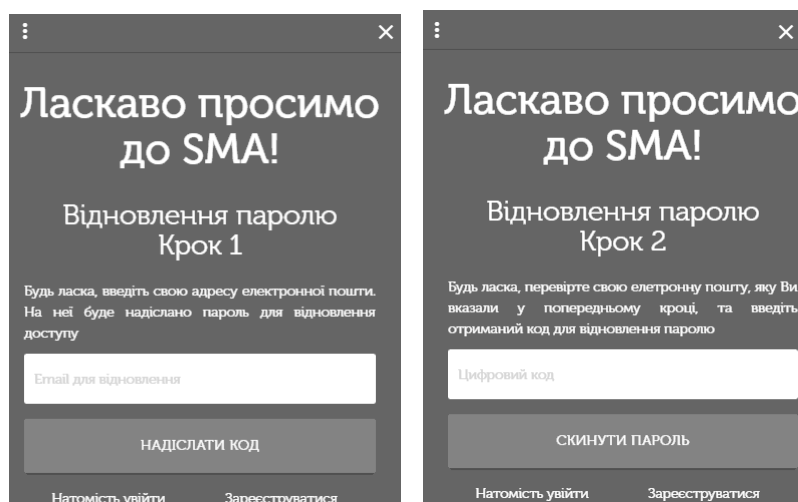 Ласкаво просимо
до SMA!
Відновлення паролю
Крок 1
Будь ласка, введіть свою адресу електронної пошти.
На неї буде надіслано пароль для відновлення
доступу
Email для відновлення
НАДІСЛАТИ КОД
Натомість увійти Зареєструватися
Ласкаво просимо
до SMA!
Відновлення паролю
Крок 2
Будь ласка, перевірте свою елетронну пошту, яку Ви
вказали у попередньому кроці, та введіть
отриманий код для відновлення паролю
Цифровий код
СКИНУТИ ПАРОЛЬ
Натомість увійти Зареєструватися